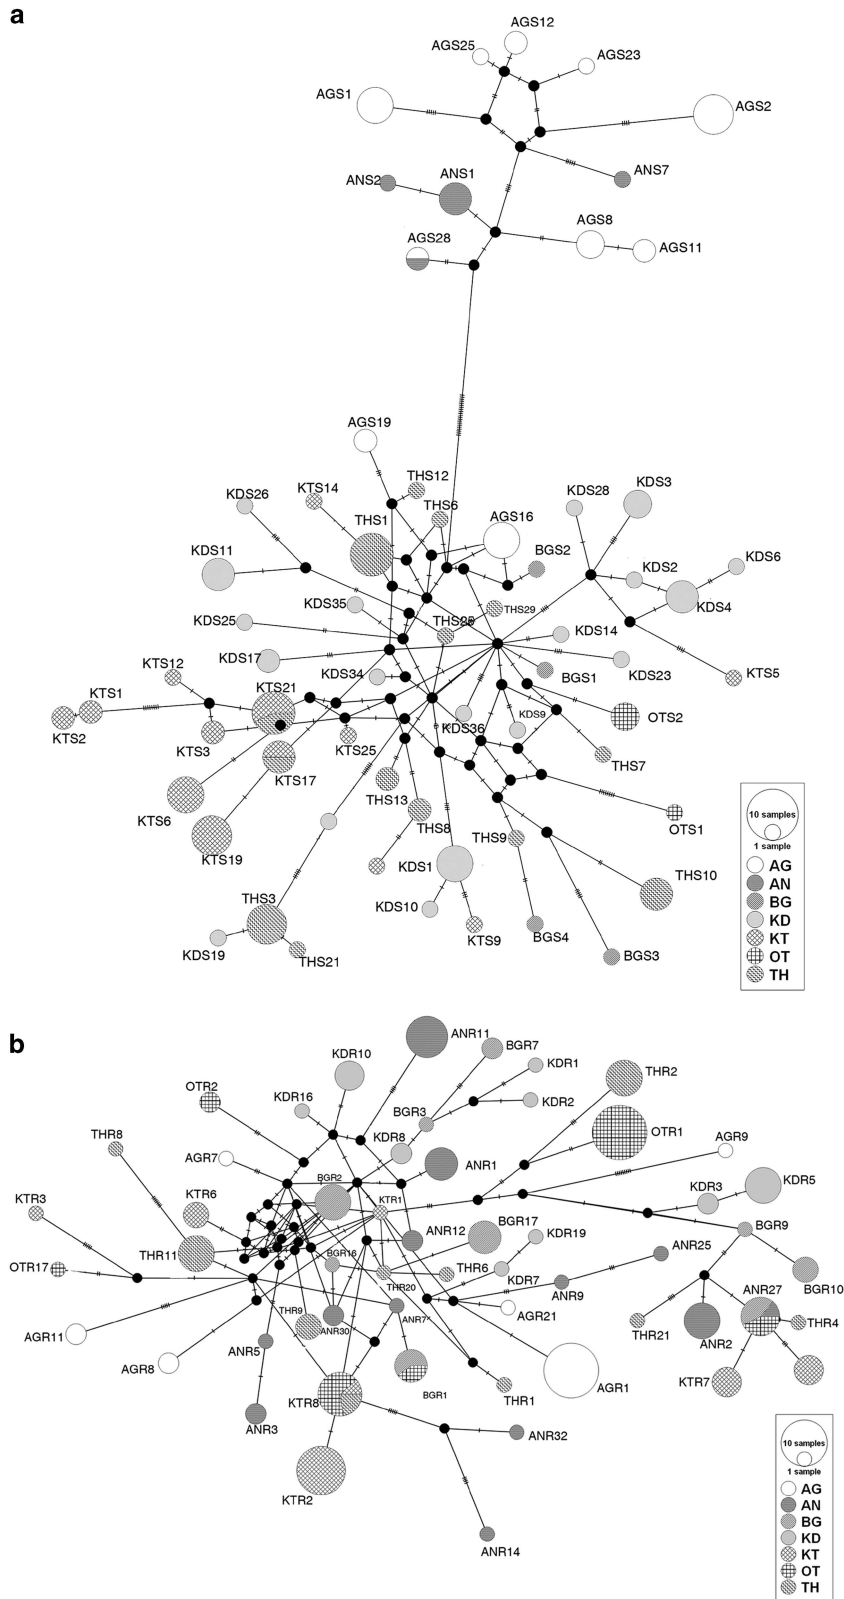 a
AGS12
AGS25
AGS23
AGS1
AGS2
ANS2
ANS1
ANS7
AGS8
AGS28
AGS11
AGS19
THS12
KTS14
KDS26
KDS28
KDS3
THS6
THS1
AGS16
KDS11
BGS2
KDS2
KDS6
KDS4
KDS35
THS29
KDS25
THS28
KDS14
KDS17
KTS12
KDS34
BGS1
KDS23
KTS5
KTS1
KTS21
KTS2
KDS9
OTS2
KDS36
KTS3
KTS25
THS7
KTS17
THS13
KTS6
OTS1
THS8
KTS19
THS9
KDS1
THS10
THS3
KDS10
KDS19
KTS9
BGS4
THS21
BGS3
10 samples
1 sample
AG
AN
BG
KD
KT
OT
TH
b
ANR11
BGR7
KDR10
KDR1
THR2
OTR2
KDR16
BGR3
KDR2
THR8
KDR8
OTR1
AGR7
ANR1
AGR9
BGR2
KTR3
KTR6
KTR1
KDR3
KDR5
ANR12
BGR17
KDR19
BGR9
THR11
BGR16
ANR25
OTR17
THR6
KDR7
THR20
ANR9
ANR27
BGR10
THR9
ANR7
AGR21
AGR11
ANR30
THR21
ANR2
THR4
ANR5
AGR8
KTR7
BGR1
AGR1
KTR8
THR1
ANR3
ANR32
KTR2
ANR14
10 samples
1 sample
AG
AN
BG
KD
KT
OT
TH